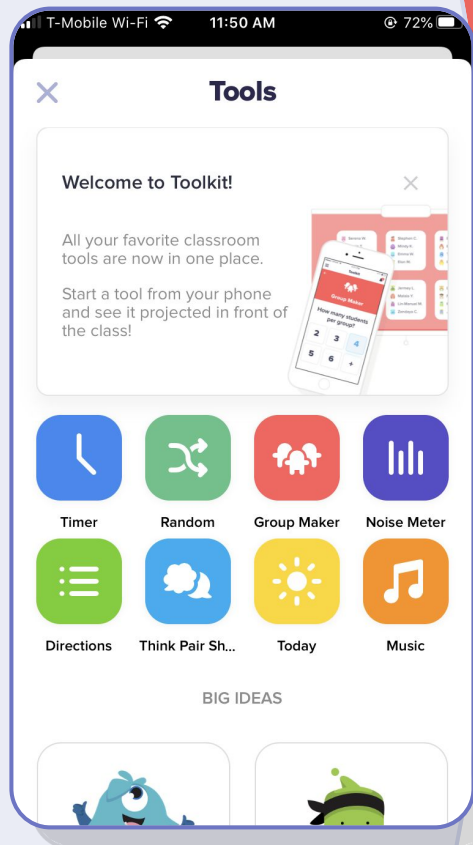 T-Mobile Wi-Fi 11:50 AM 72%
Tools
Welcome to Toolkit!
All your favorite classroom
tools are now in one place.
Start a tool from your phone
and see it projected in front of
the class!
Toolkit
Group Maker
How many students
per group?
2 3 4
5 6 +
Timer Random Group Maker Noise Meter
Directions Think Pair Sh... Today Music
BIG IDEAS